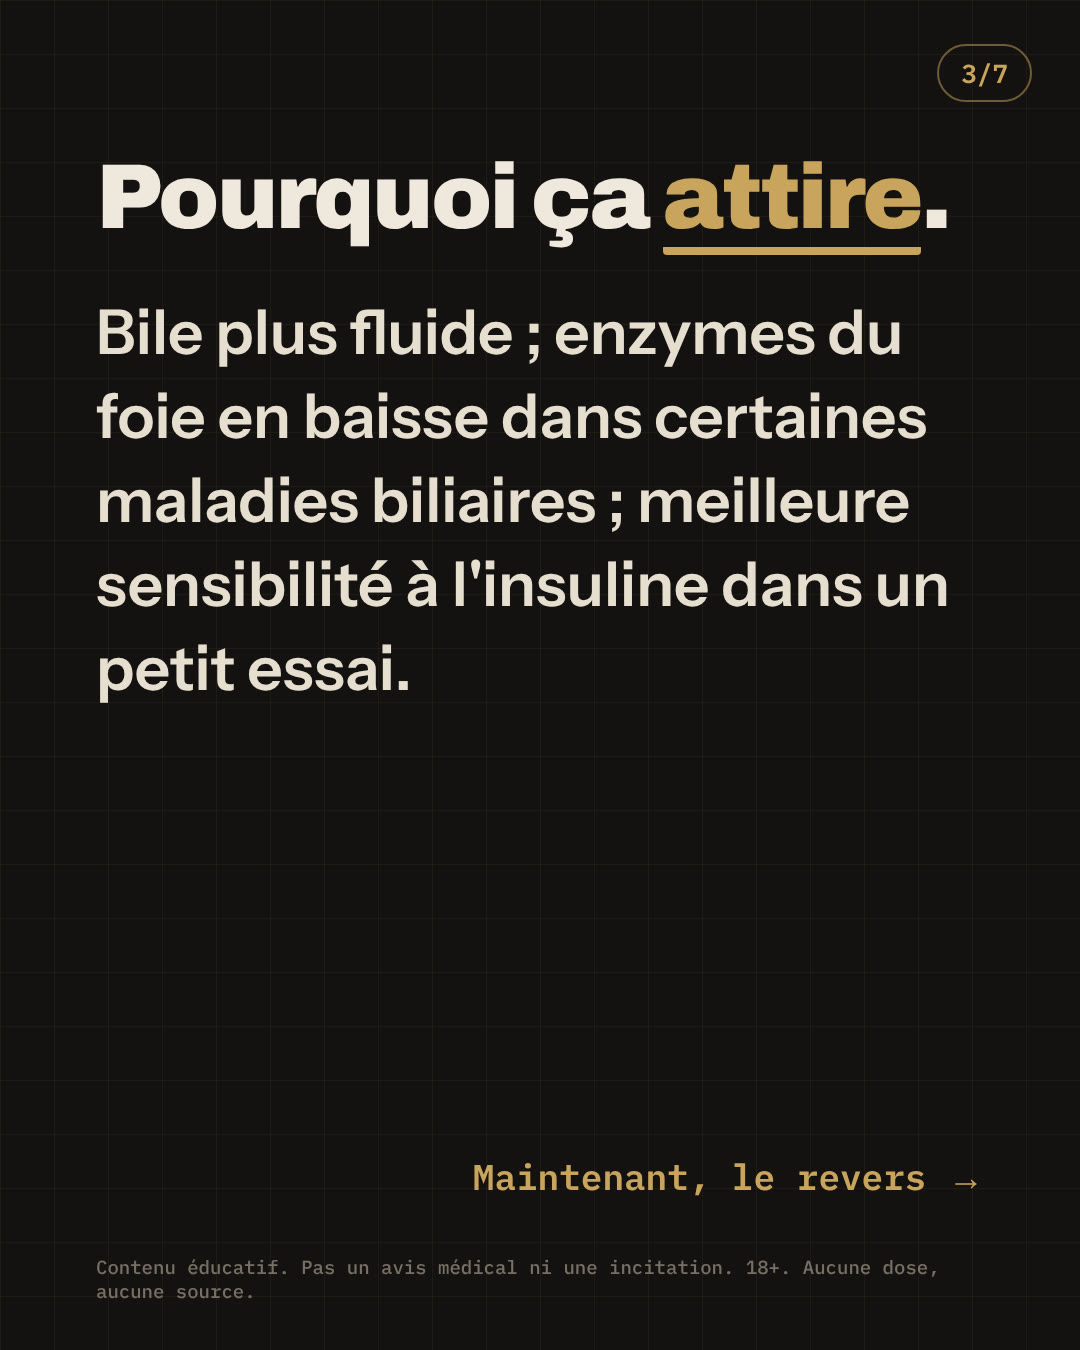 3/7
Pourquoi ça attire.
Bile plus fluide ; enzymes du
foie en baisse dans certaines
maladies biliaires ; meilleure
sensibilité à l'insuline dans un
petit essai.
Maintenant, le revers →
Contenu éducatif. Pas un avis médical ni une incitation. 18+. Aucune dose,
aucune source.